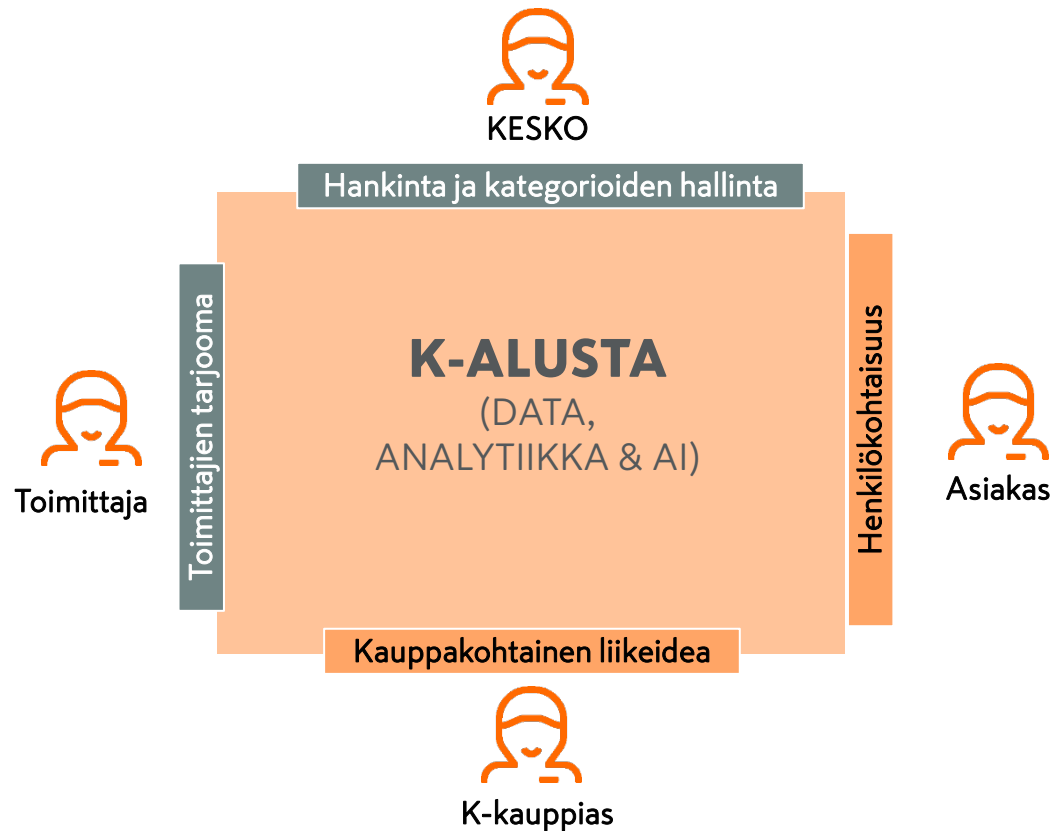 KESKO
Hankinta ja kategorioiden hallinta
Toimittajien tarjooma
Toimittaja
K-ALUSTA
(DATA,
ANALYTIIKKA & AI)
Henkilökohtaisuus
Asiakas
Kauppakohtainen liikeidea
K-kauppias